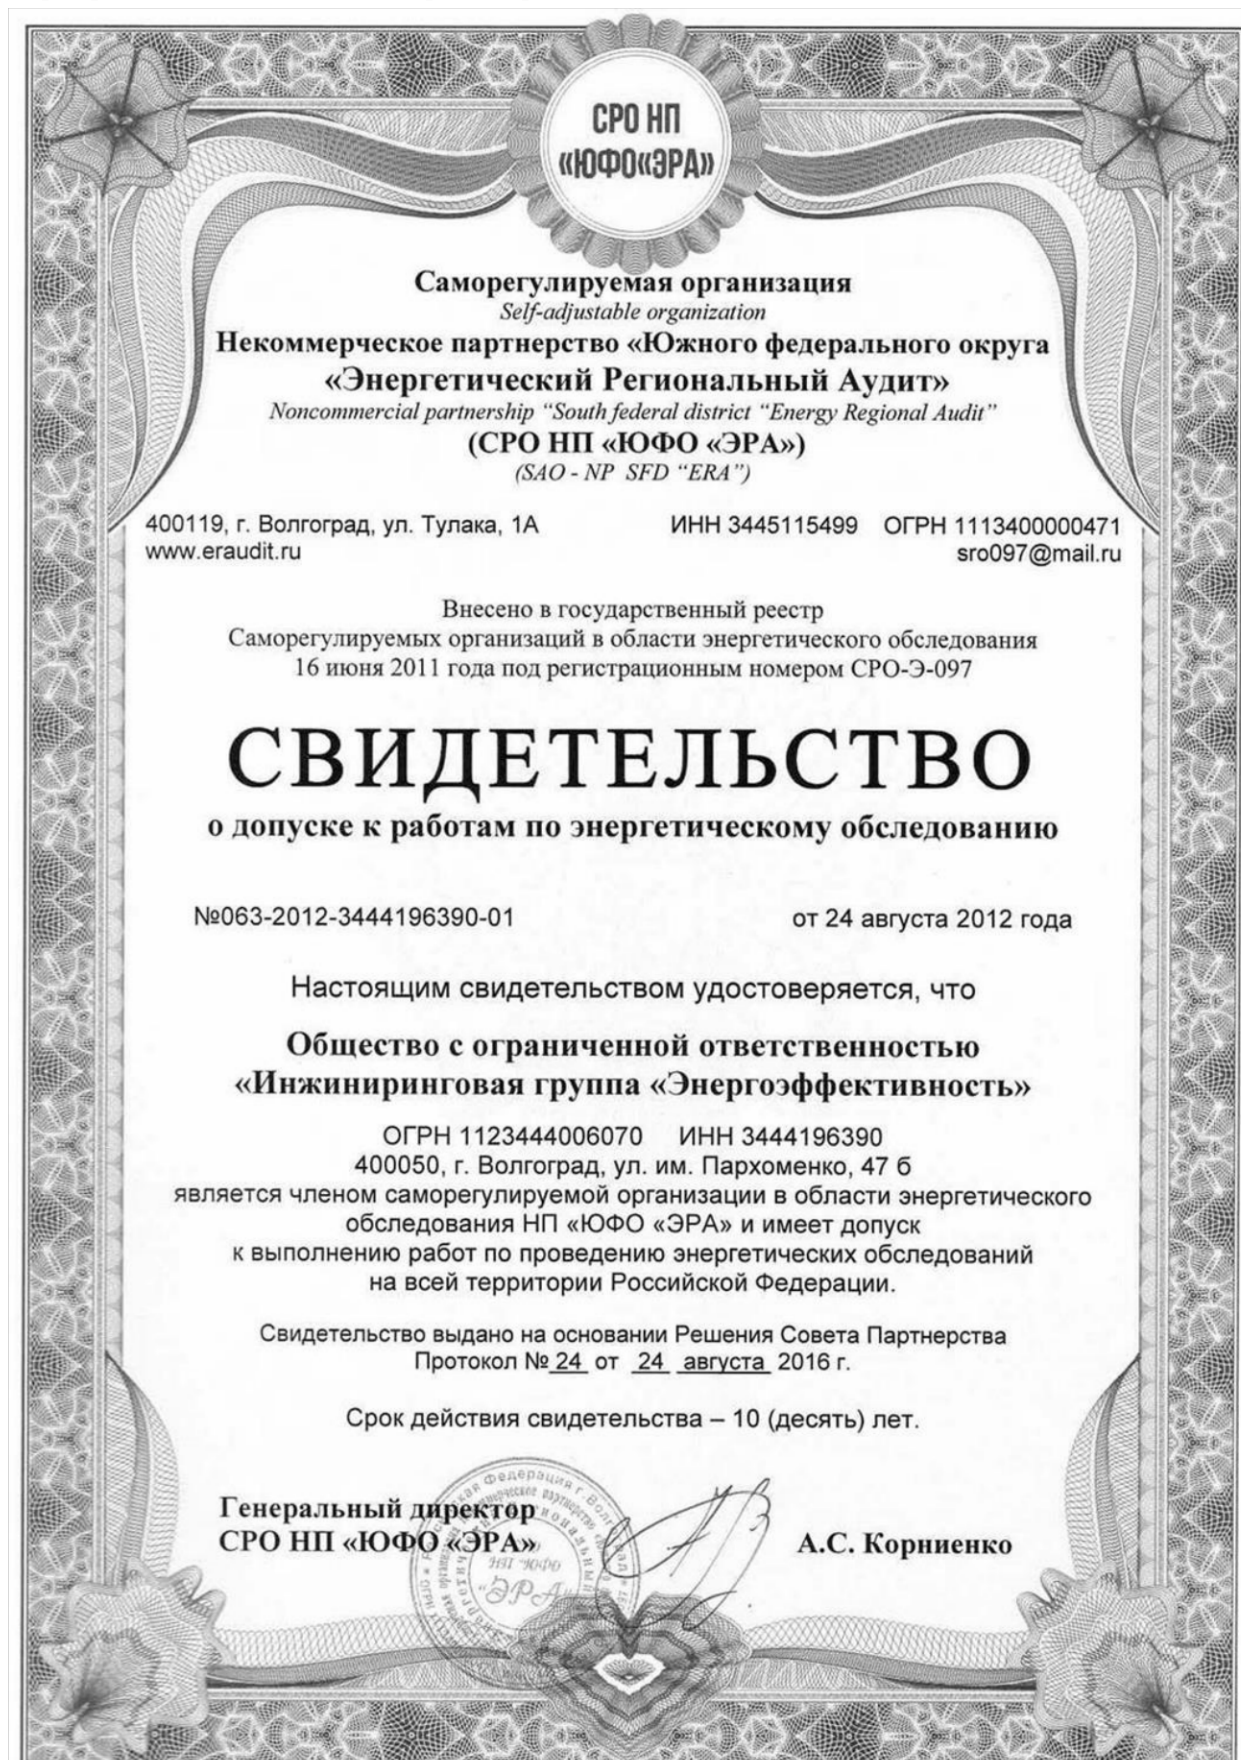 СРО НП
«ЮФО«ЭРА»
Саморегулируемая организация
Self-adjustable organization
Некоммерческое партнерство «Южного федерального округа
«Энергетический Региональный Аудит»
Noncommercial partnership “South federal district “Energy Regional Audit”
(СРО НП «ЮФО «ЭРА»)
(SAO - NP SFD “ERA”)
400119, г. Волгоград, ул. Тулака, 1А ИНН 3445115499 ОГРН 1113400000471
www.eraudit.ru sro097@mail.ru
Внесено в государственный реестр
Саморегулируемых организаций в области энергетического обследования
16 июня 2011 года под регистрационным номером СРО-Э-097
СВИДЕТЕЛЬСТВО
о допуске к работам по энергетическому обследованию
№063-2012-3444196390-01 от 24 августа 2012 года
Настоящим свидетельством удостоверяется, что
Общество с ограниченной ответственностью
«Инжиниринговая группа «Энергоэффективность»
ОГРН 1123444006070 ИНН 3444196390
400050, г. Волгоград, ул. им. Пархоменко, 47 б
является членом саморегулируемой организации в области энергетического
обследования НП «ЮФО «ЭРА» и имеет допуск
к выполнению работ по проведению энергетических обследований
на всей территории Российской Федерации.
Свидетельство выдано на основании Решения Совета Партнерства
Протокол № 24 от 24 августа 2016 г.
Срок действия свидетельства – 10 (десять) лет.
Генеральный директор
СРО НП «ЮФО «ЭРА» А.С. Корниенко
НП "ЮФО
"ЭРА"